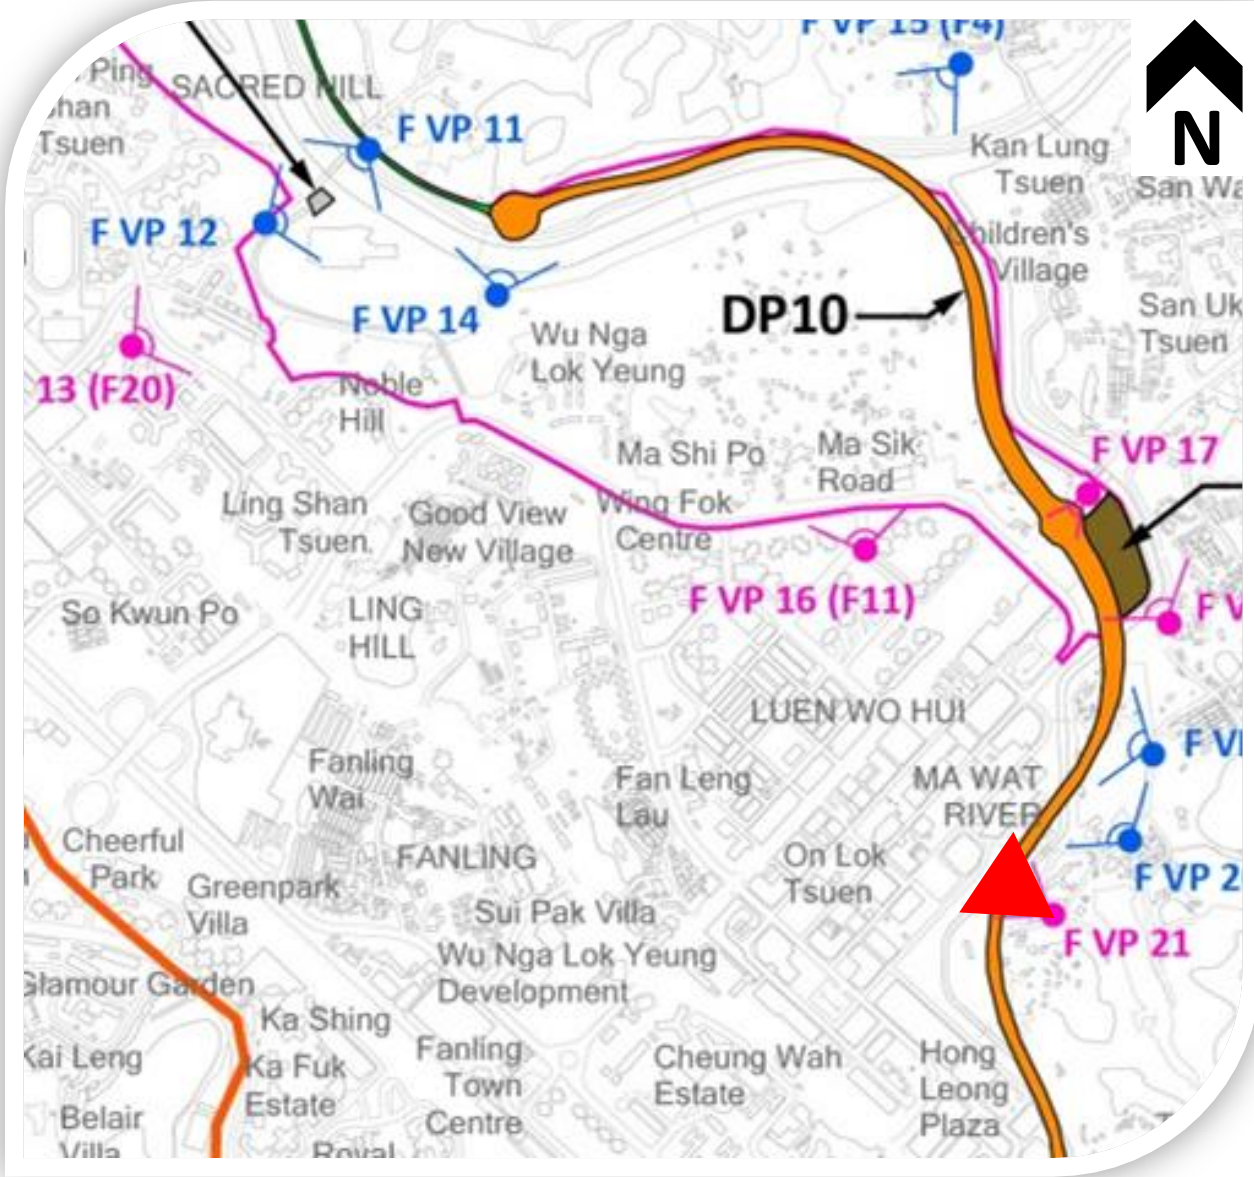 F VP 15 (F4)
N
Ping
Shan
Tsuen
SACRED HILL
F VP 11
Kan Lung
Tsuen
San Wa
F VP 12
Children's
Village
F VP 14
DP10
San Uk
Tsuen
Wu Nga
Lok Yeung
13 (F20)
Noble
Hill
Ma Shi Po
Ma Sik
Road
F VP 17
Ling Shan
Tsuen
Good View
New Village
Wing Fok
Centre
F VP 16 (F11)
F V
So Kwun Po
LING
HILL
LUEN WO HUI
F VP
Fanling
Wai
Fan Leng
Lau
MA WAT
RIVER
Cheerful
Park
FANLING
On Lok
Tsuen
F VP 2
Greenpark
Villa
Sui Pak Villa
F VP 21
Wu Nga Lok Yeung
Development
Glamour Garden
Ka Shing
Kai Leng
Ka Fuk
Estate
Fanling
Town
Centre
Cheung Wah
Estate
Hong
Leong
Plaza
Belair
Villa
Royal